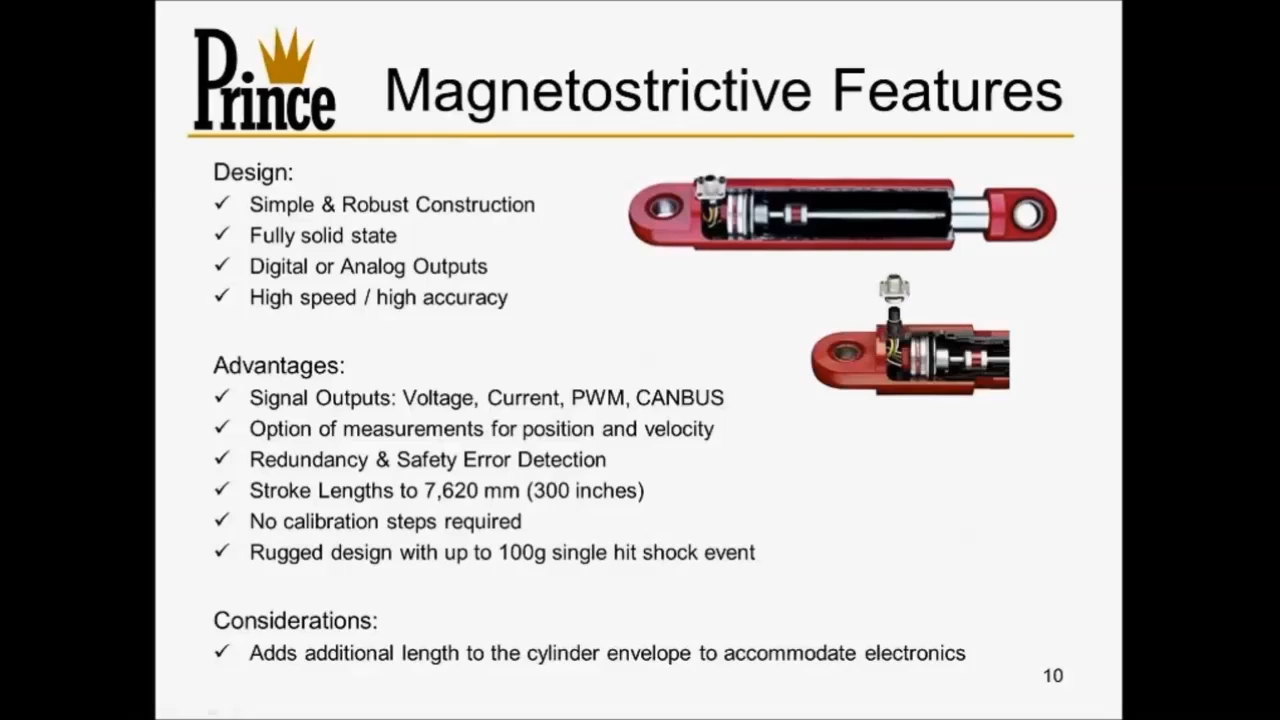 Prince
Magnetostrictive Features
Design:
✓ Simple & Robust Construction
✓ Fully solid state
✓ Digital or Analog Outputs
✓ High speed / high accuracy
Advantages:
✓ Signal Outputs: Voltage, Current, PWM, CANBUS
✓ Option of measurements for position and velocity
✓ Redundancy & Safety Error Detection
✓ Stroke Lengths to 7,620 mm (300 inches)
✓ No calibration steps required
✓ Rugged design with up to 100g single hit shock event
Considerations:
✓ Adds additional length to the cylinder envelope to accommodate electronics
10